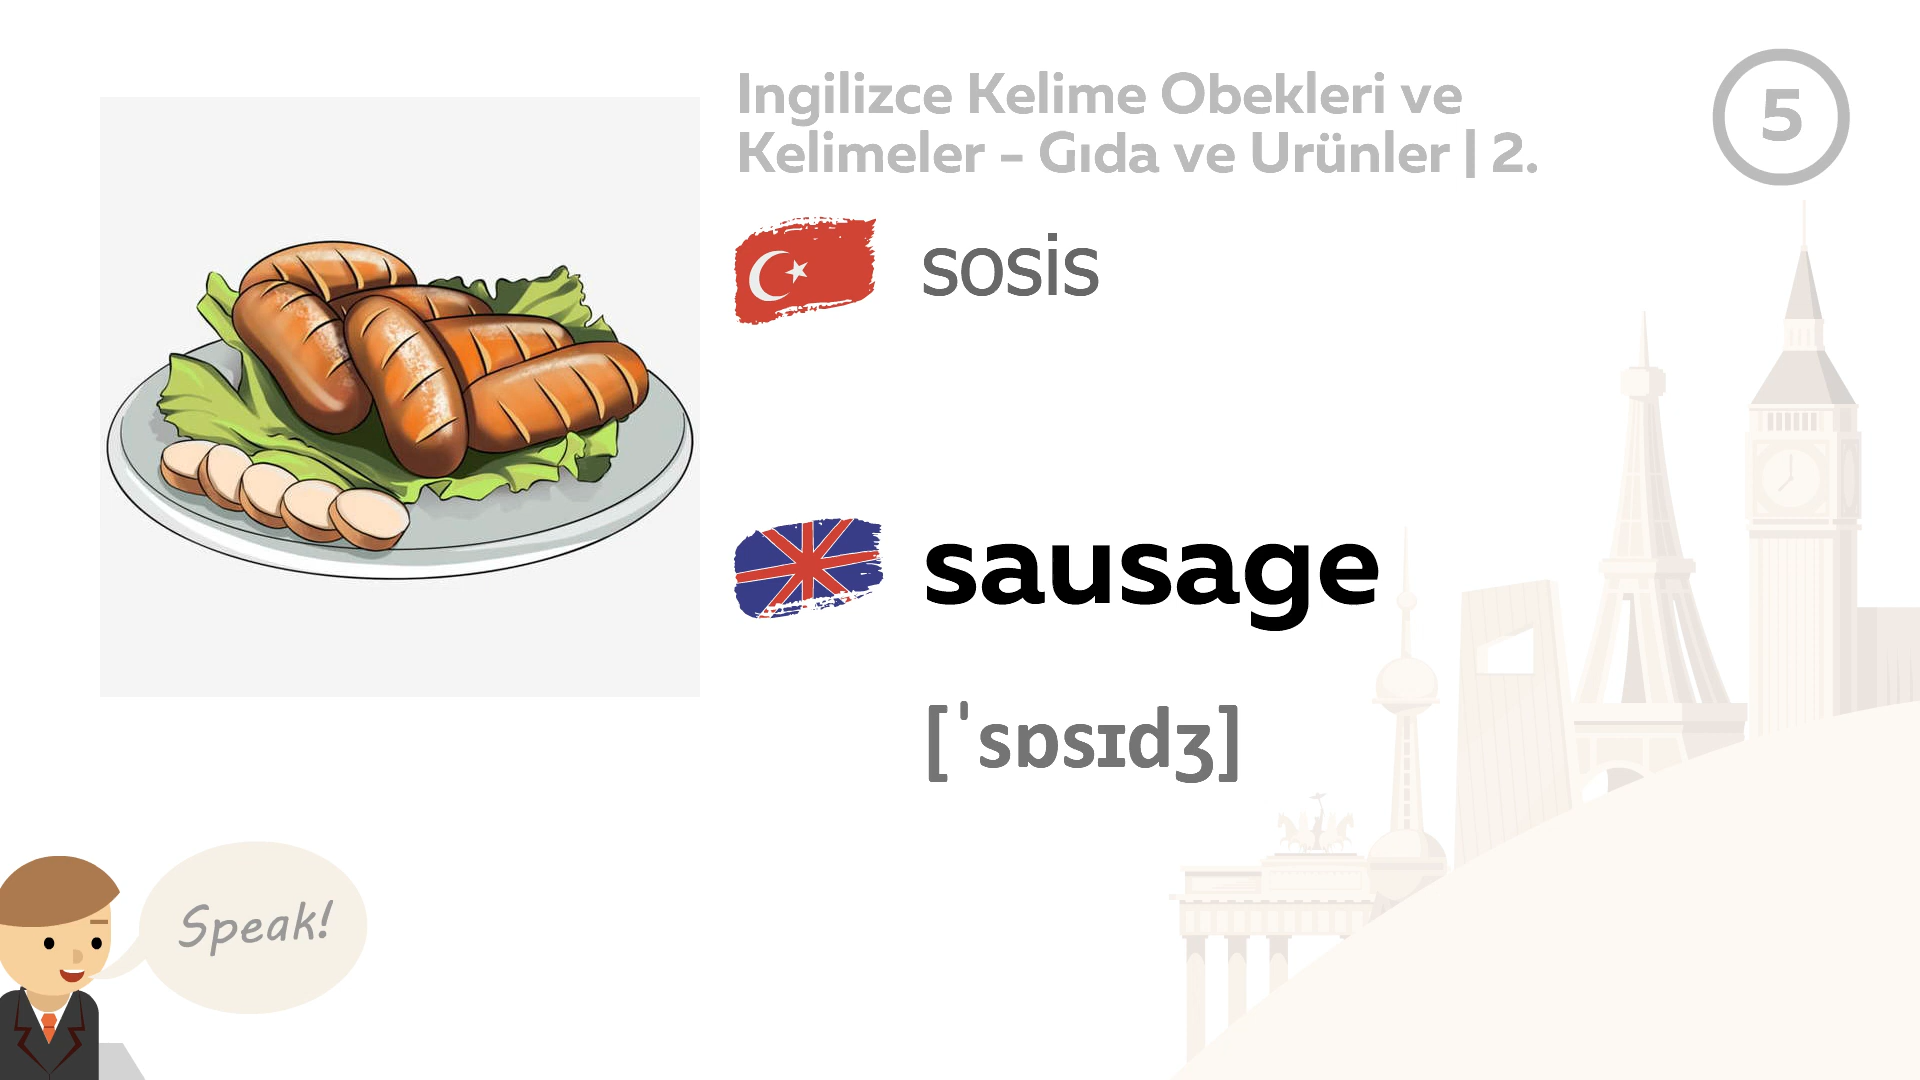 Ingilizce Kelime Obekleri ve
Kelimeler - Gıda ve Urünler | 2.
5
sosis
sausage
[ˈsɒsɪdʒ]
Speak!